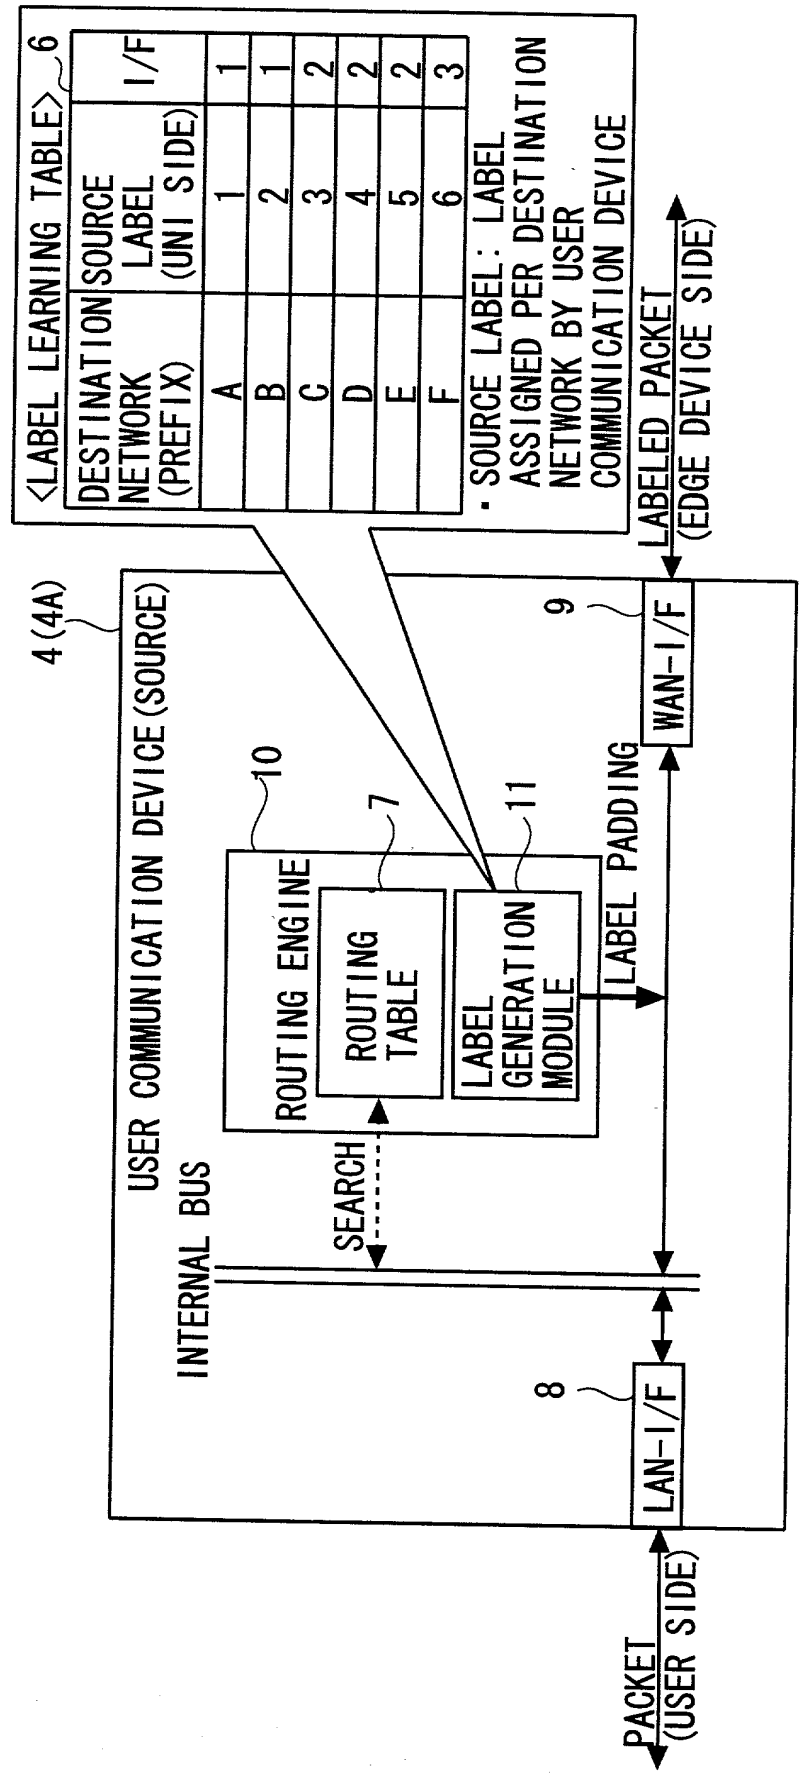 <LABEL LEARNING TABLE>
6
DESTINATION
NETWORK
(PREFIX)
SOURCE
LABEL
(UNI SIDE)
I/F
A 1 1
B 2 1
C 3 2
D 4 2
E 5 2
F 6 3
· SOURCE LABEL: LABEL
ASSIGNED PER DESTINATION
NETWORK BY USER
COMMUNICATION DEVICE
4(4A)
USER COMMUNICATION DEVICE(SOURCE)
INTERNAL BUS
10
ROUTING ENGINE
SEARCH
7
ROUTING
TABLE
11
LABEL
GENERATION
MODULE
LABEL PADDING
8
LAN-I/F
9
WAN-I/F
PACKET
(USER SIDE)
LABELED PACKET
(EDGE DEVICE SIDE)